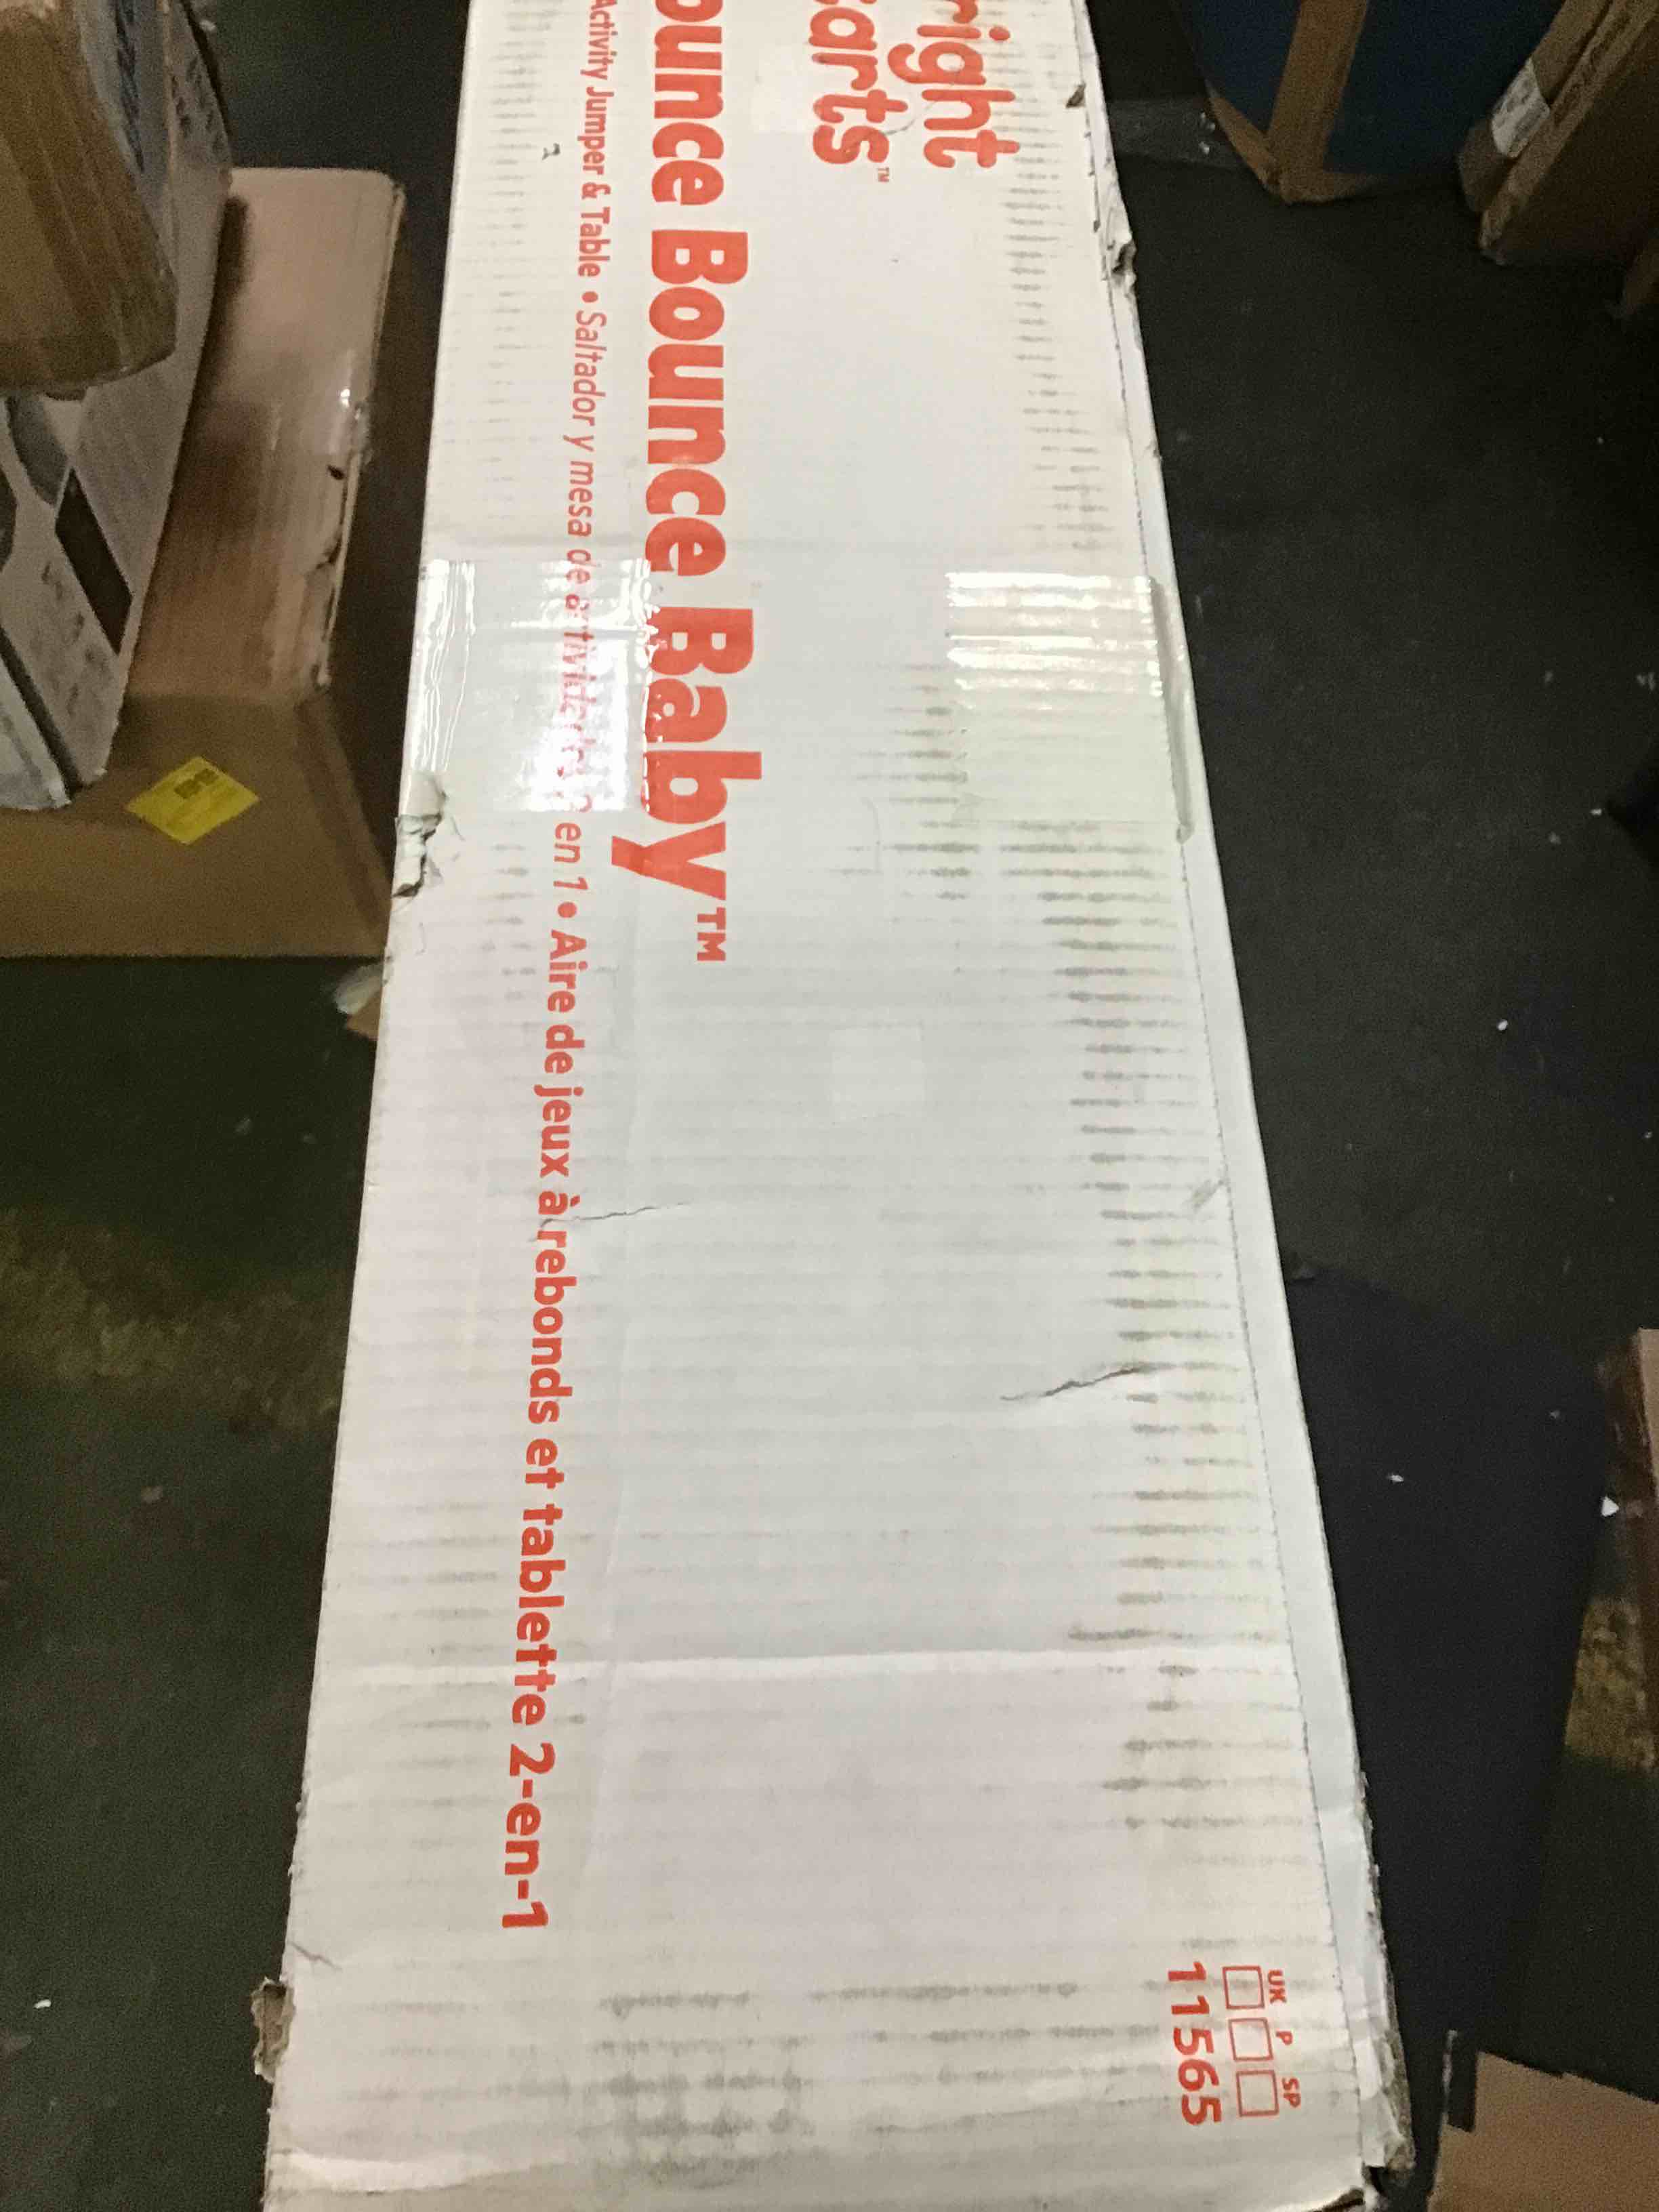 right
arts™
ounce Bounce Baby™
Activity Jumper & Table • Saltador y mesa de actividades 2 en 1 • Aire de jeux à rebonds et tablette 2-en-1
UK P SP
11565